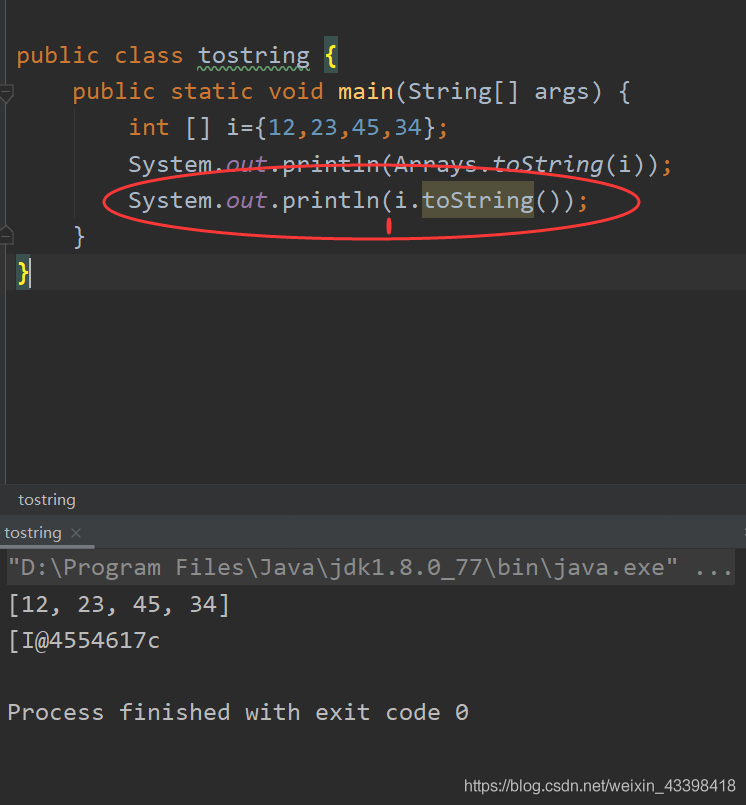 public class tostring {
public static void main(String[] args) {
int [] i={12,23,45,34};
System.out.println(Arrays.toString(i));
System.out.println(i.toString());
}
}
tostring
tostring ×
"D:\Program Files\Java\jdk1.8.0_77\bin\java.exe" ...
[12, 23, 45, 34]
[I@4554617c
Process finished with exit code 0
https://blog.csdn.net/weixin_43398418